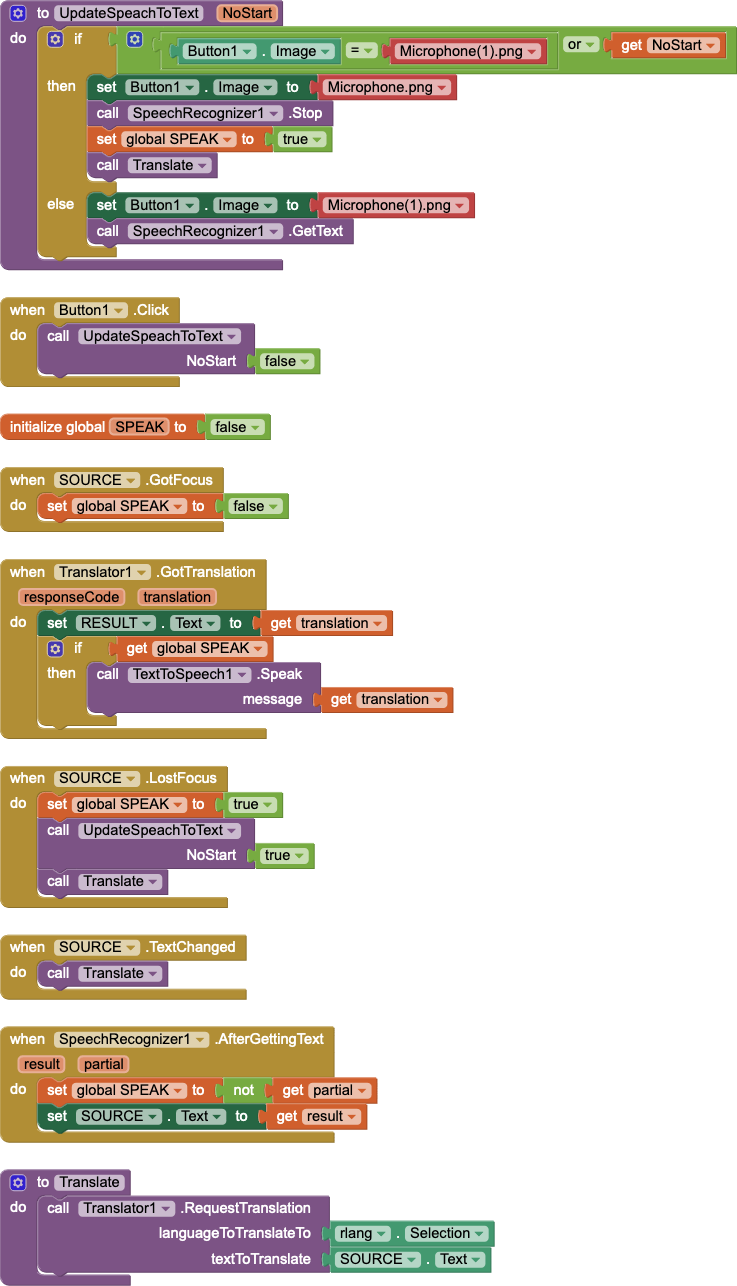 to UpdateSpeachToText NoStart
do if Button1 . Image = Microphone(1).png or get NoStart
then set Button1 . Image to Microphone.png
call SpeechRecognizer1 .Stop
set global SPEAK to true
call Translate
else set Button1 . Image to Microphone(1).png
call SpeechRecognizer1 .GetText
when Button1 .Click
do call UpdateSpeachToText
NoStart false
initialize global SPEAK to false
when SOURCE .GotFocus
do set global SPEAK to false
when Translator1 .GotTranslation
responseCode translation
do set RESULT . Text to get translation
if get global SPEAK
then call TextToSpeech1 .Speak
message get translation
when SOURCE .LostFocus
do set global SPEAK to true
call UpdateSpeachToText
NoStart true
call Translate
when SOURCE .TextChanged
do call Translate
when SpeechRecognizer1 .AfterGettingText
result partial
do set global SPEAK to not get partial
set SOURCE . Text to get result
to Translate
do call Translator1 .RequestTranslation
languageToTranslateTo rlang . Selection
textToTranslate SOURCE . Text